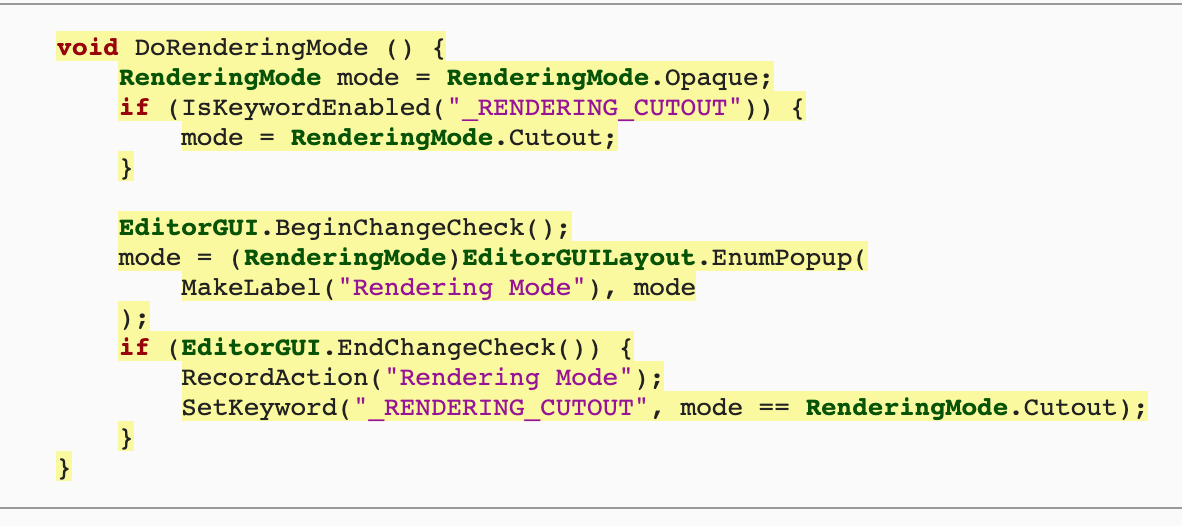 void DoRenderingMode () {
    RenderingMode mode = RenderingMode.Opaque;
    if (IsKeywordEnabled("_RENDERING_CUTOUT")) {
        mode = RenderingMode.Cutout;
    }

    EditorGUI.BeginChangeCheck();
    mode = (RenderingMode)EditorGUILayout.EnumPopup(
        MakeLabel("Rendering Mode"), mode
    );
    if (EditorGUI.EndChangeCheck()) {
        RecordAction("Rendering Mode");
        SetKeyword("_RENDERING_CUTOUT", mode == RenderingMode.Cutout);
    }
}